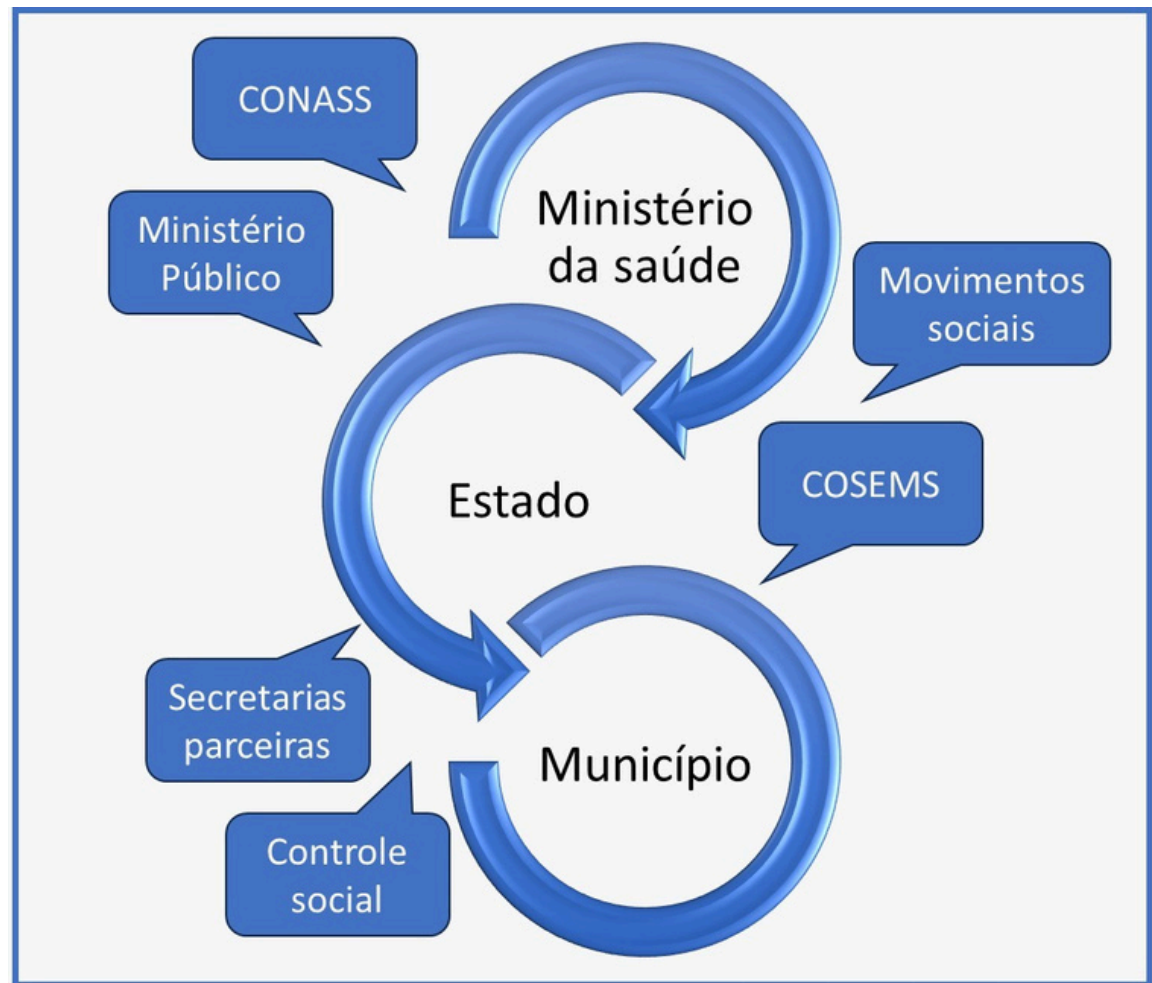 CONASS
Ministério
da saúde
Ministério
Público
Movimentos
sociais
Estado
COSEMS
Secretarias
parceiras
Município
Controle
social